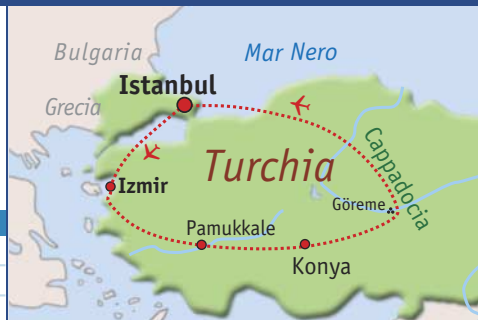 Bulgaria
Mar Nero
Istanbul
Grecia
Turchia
Cappadocia
Izmir
Göreme
Pamukkale
Konya